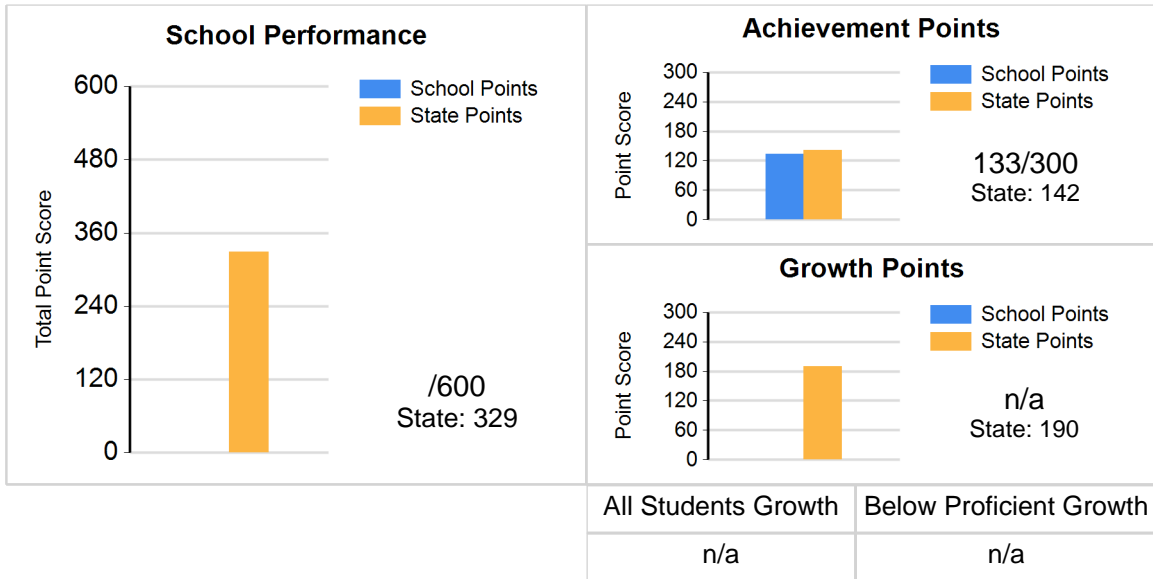 School Performance
600
480
360
240
120
0
Total Point Score
School Points
State Points
/600
State: 329
Achievement Points
300
240
180
120
60
0
Point Score
School Points
State Points
133/300
State: 142
Growth Points
300
240
180
120
60
0
Point Score
School Points
State Points
n/a
State: 190
All Students Growth
Below Proficient Growth
n/a
n/a